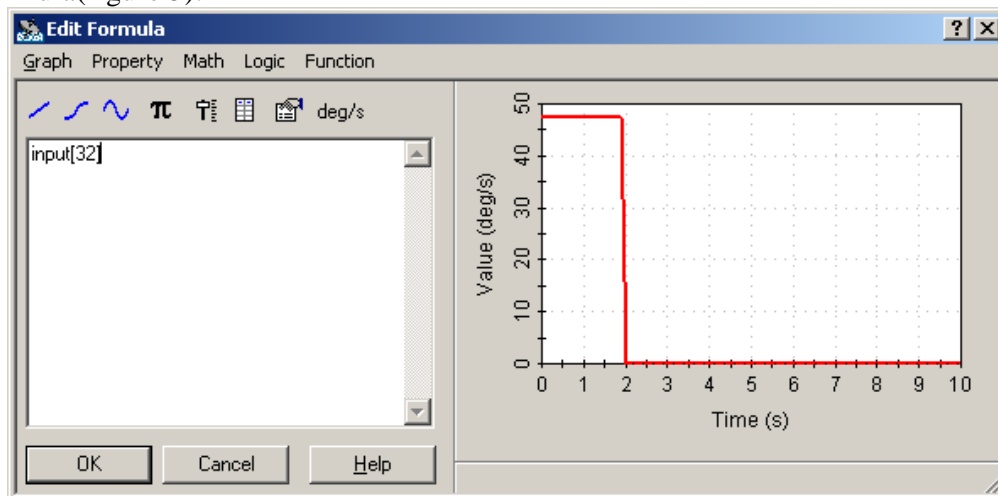 Edit Formula
Graph Property Math Logic Function
π deg/s
input[32]
OK Cancel Help
50
40
30
20
10
0
Value (deg/s)
0 1 2 3 4 5 6 7 8 9 10
Time (s)